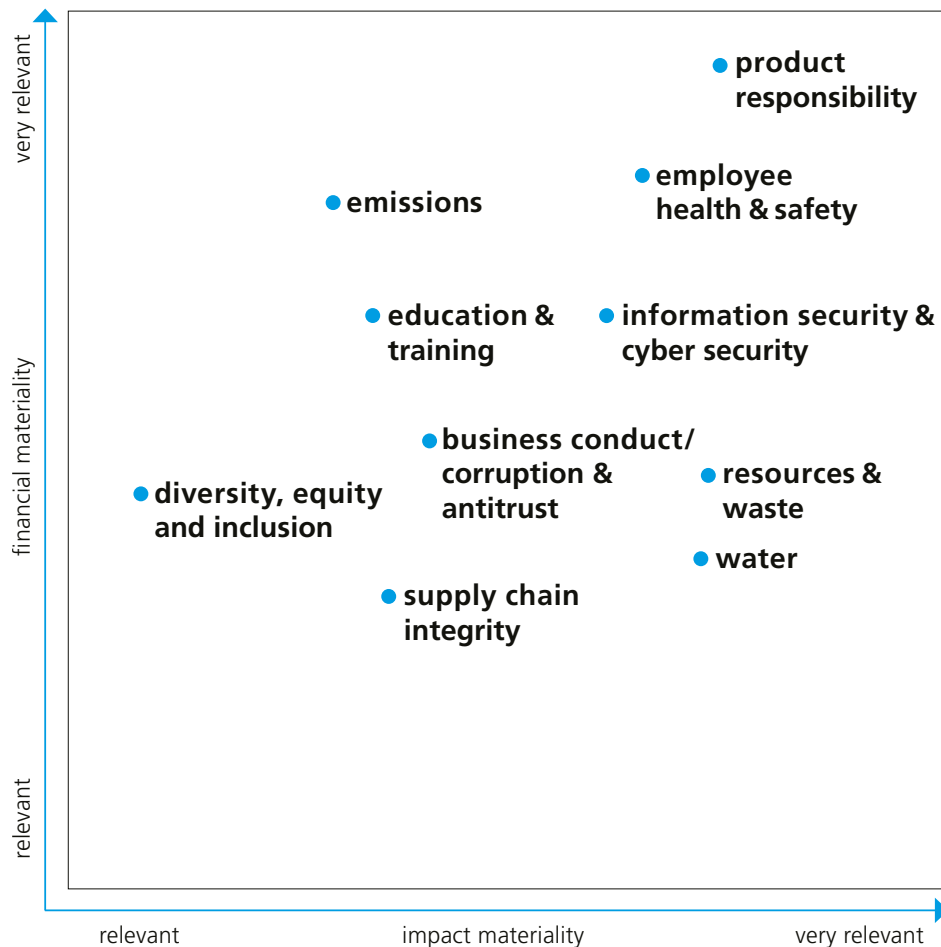 very relevant
financial materiality
relevant
product
responsibility
employee
health & safety
emissions
education &
training
information security &
cyber security
business conduct/
corruption &
antitrust
resources &
waste
diversity, equity
and inclusion
water
supply chain
integrity
relevant
impact materiality
very relevant